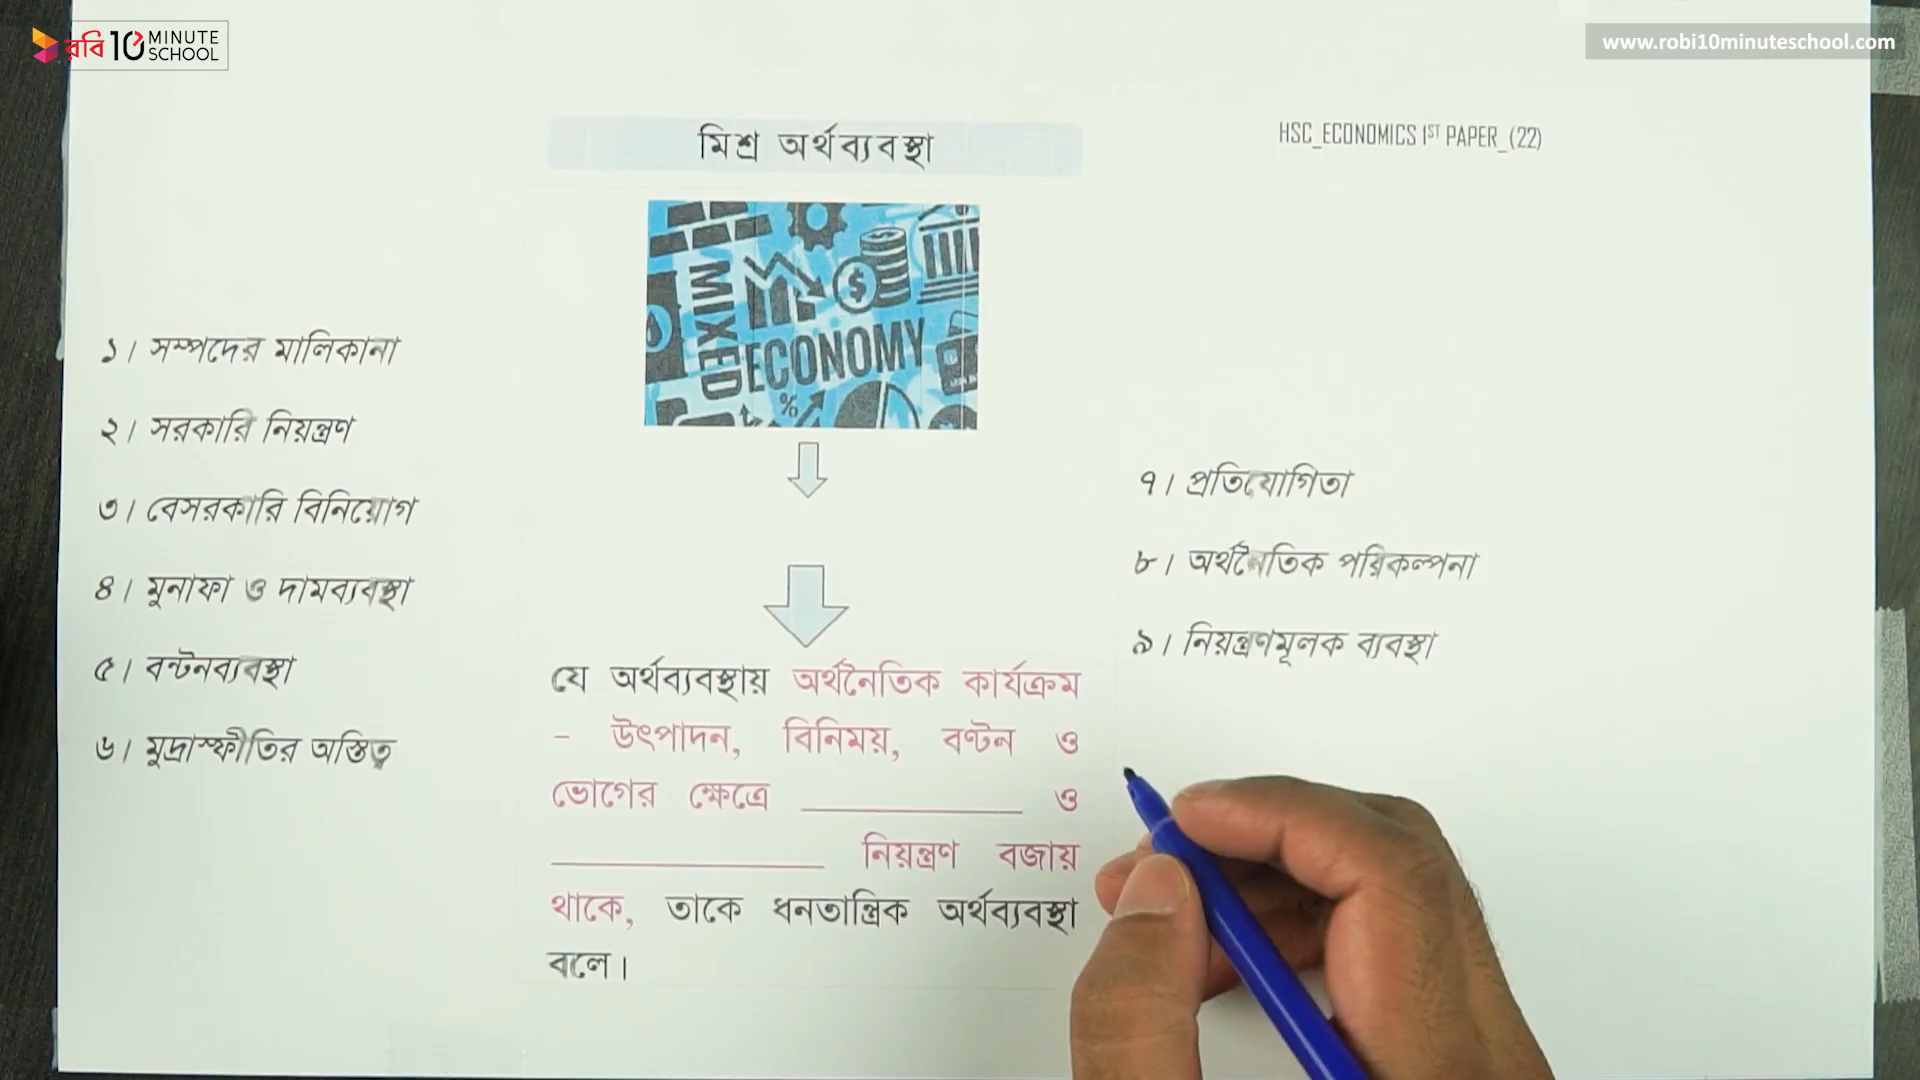 রবি 10 MINUTE SCHOOL
www.robi10minuteschool.com
মিশ্র অর্থব্যবস্থা
HSC_ECONOMICS 1ST PAPER_(22)
MIXED
ECONOMY
১। সম্পদের মালিকানা
২। সরকারি নিয়ন্ত্রণ
৩। বেসরকারি বিনিয়োগ
৪। মুনাফা ও দামব্যবস্থা
৫। বন্টনব্যবস্থা
৬। মুদ্রাস্ফীতির অস্তিত্ব
৭। প্রতিযোগিতা
৮। অর্থনৈতিক পরিকল্পনা
৯। নিয়ন্ত্রণমূলক ব্যবস্থা
যে অর্থব্যবস্থায় অর্থনৈতিক কার্যক্রম
- উৎপাদন, বিনিময়, বণ্টন ও
ভোগের ক্ষেত্রে __________ ও
__________ নিয়ন্ত্রণ বজায়
থাকে, তাকে ধনতান্ত্রিক অর্থব্যবস্থা
বলে।